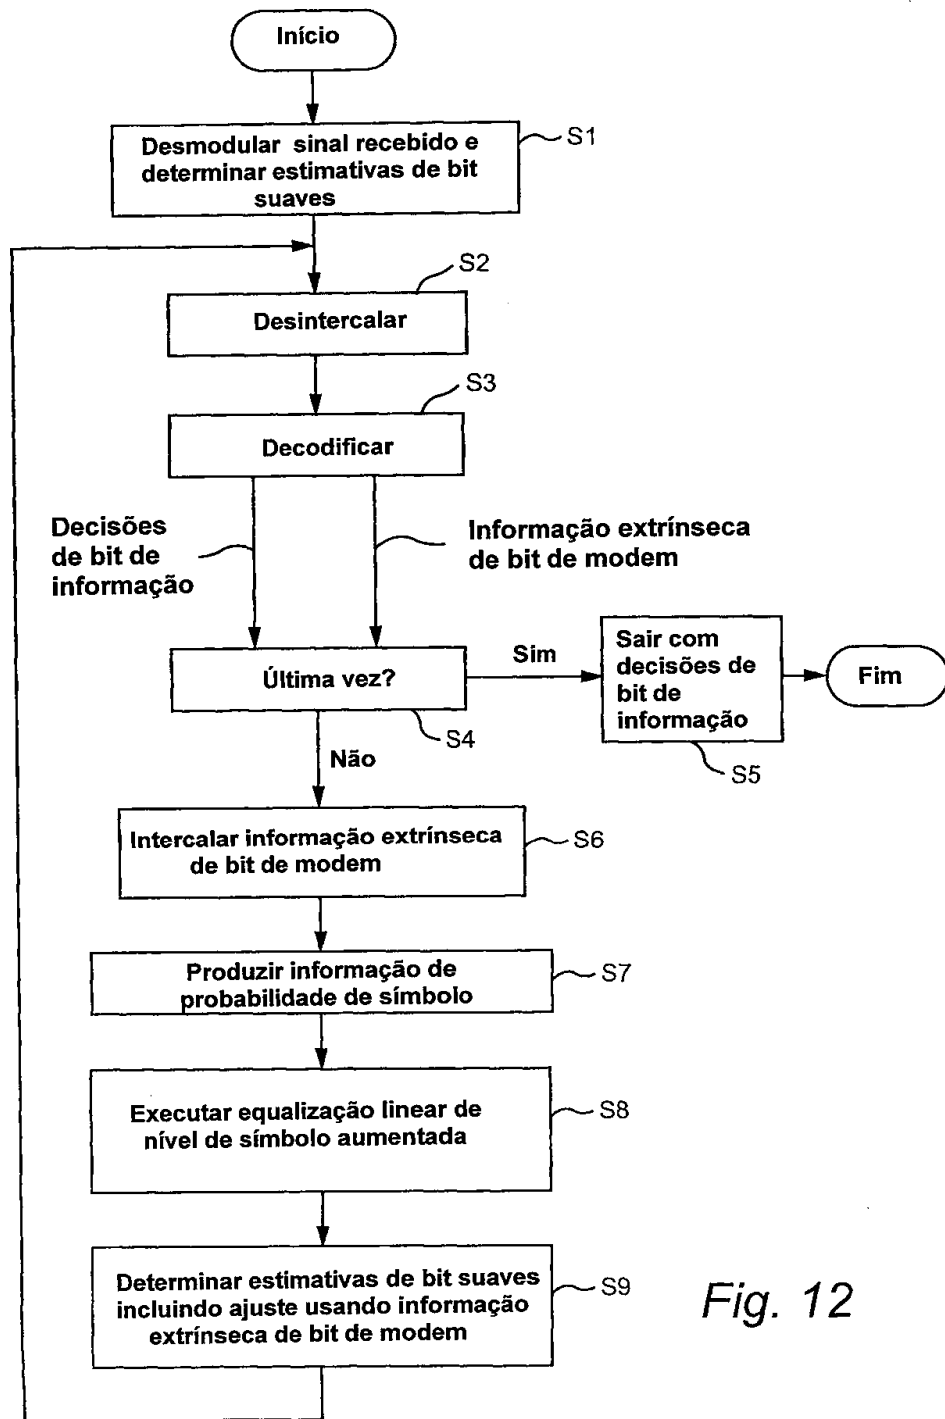 Início
Desmodular sinal recebido e
determinar estimativas de bit
suaves
S1
S2
Desintercalar
S3
Decodificar
Decisões
de bit de
informação
Informação extrínseca
de bit de modem
Última vez?
S4
Sim
Sair com
decisões de
bit de
informação
S5
Fim
Não
Intercalar informação extrínseca
de bit de modem
S6
Produzir informação de
probabilidade de símbolo
S7
Executar equalização linear de
nível de símbolo aumentada
S8
Determinar estimativas de bit suaves
incluindo ajuste usando informação
extrínseca de bit de modem
S9
Fig. 12